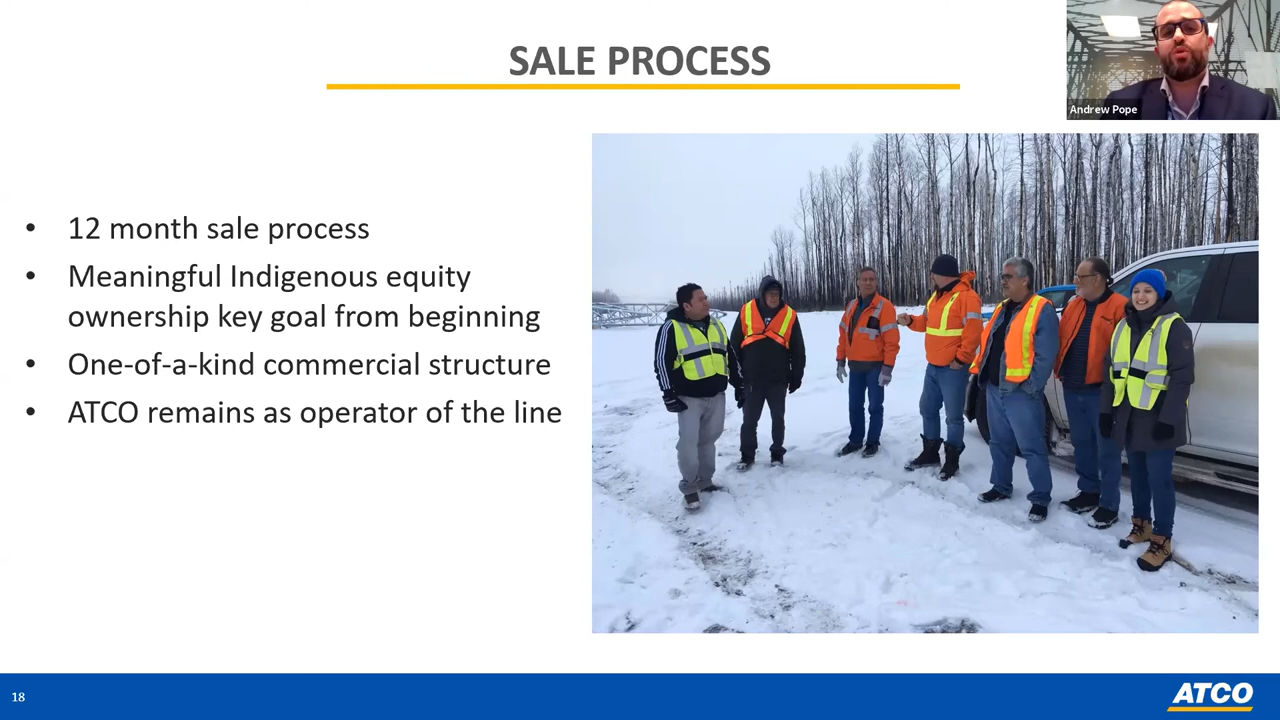 SALE PROCESS
Andrew Pope
• 12 month sale process
• Meaningful Indigenous equity
ownership key goal from beginning
• One-of-a-kind commercial structure
• ATCO remains as operator of the line
18
ATCO